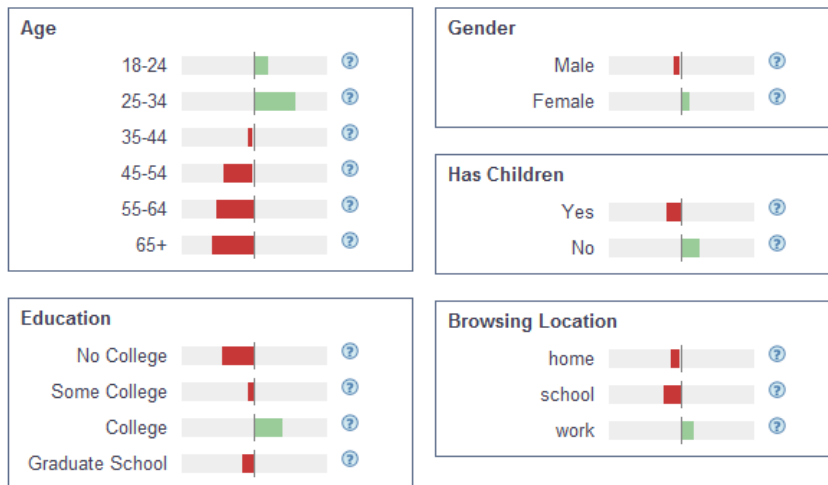 Age
18-24
25-34
35-44
45-54
55-64
65+
Education
No College
Some College
College
Graduate School
Gender
Male
Female
Has Children
Yes
No
Browsing Location
home
school
work